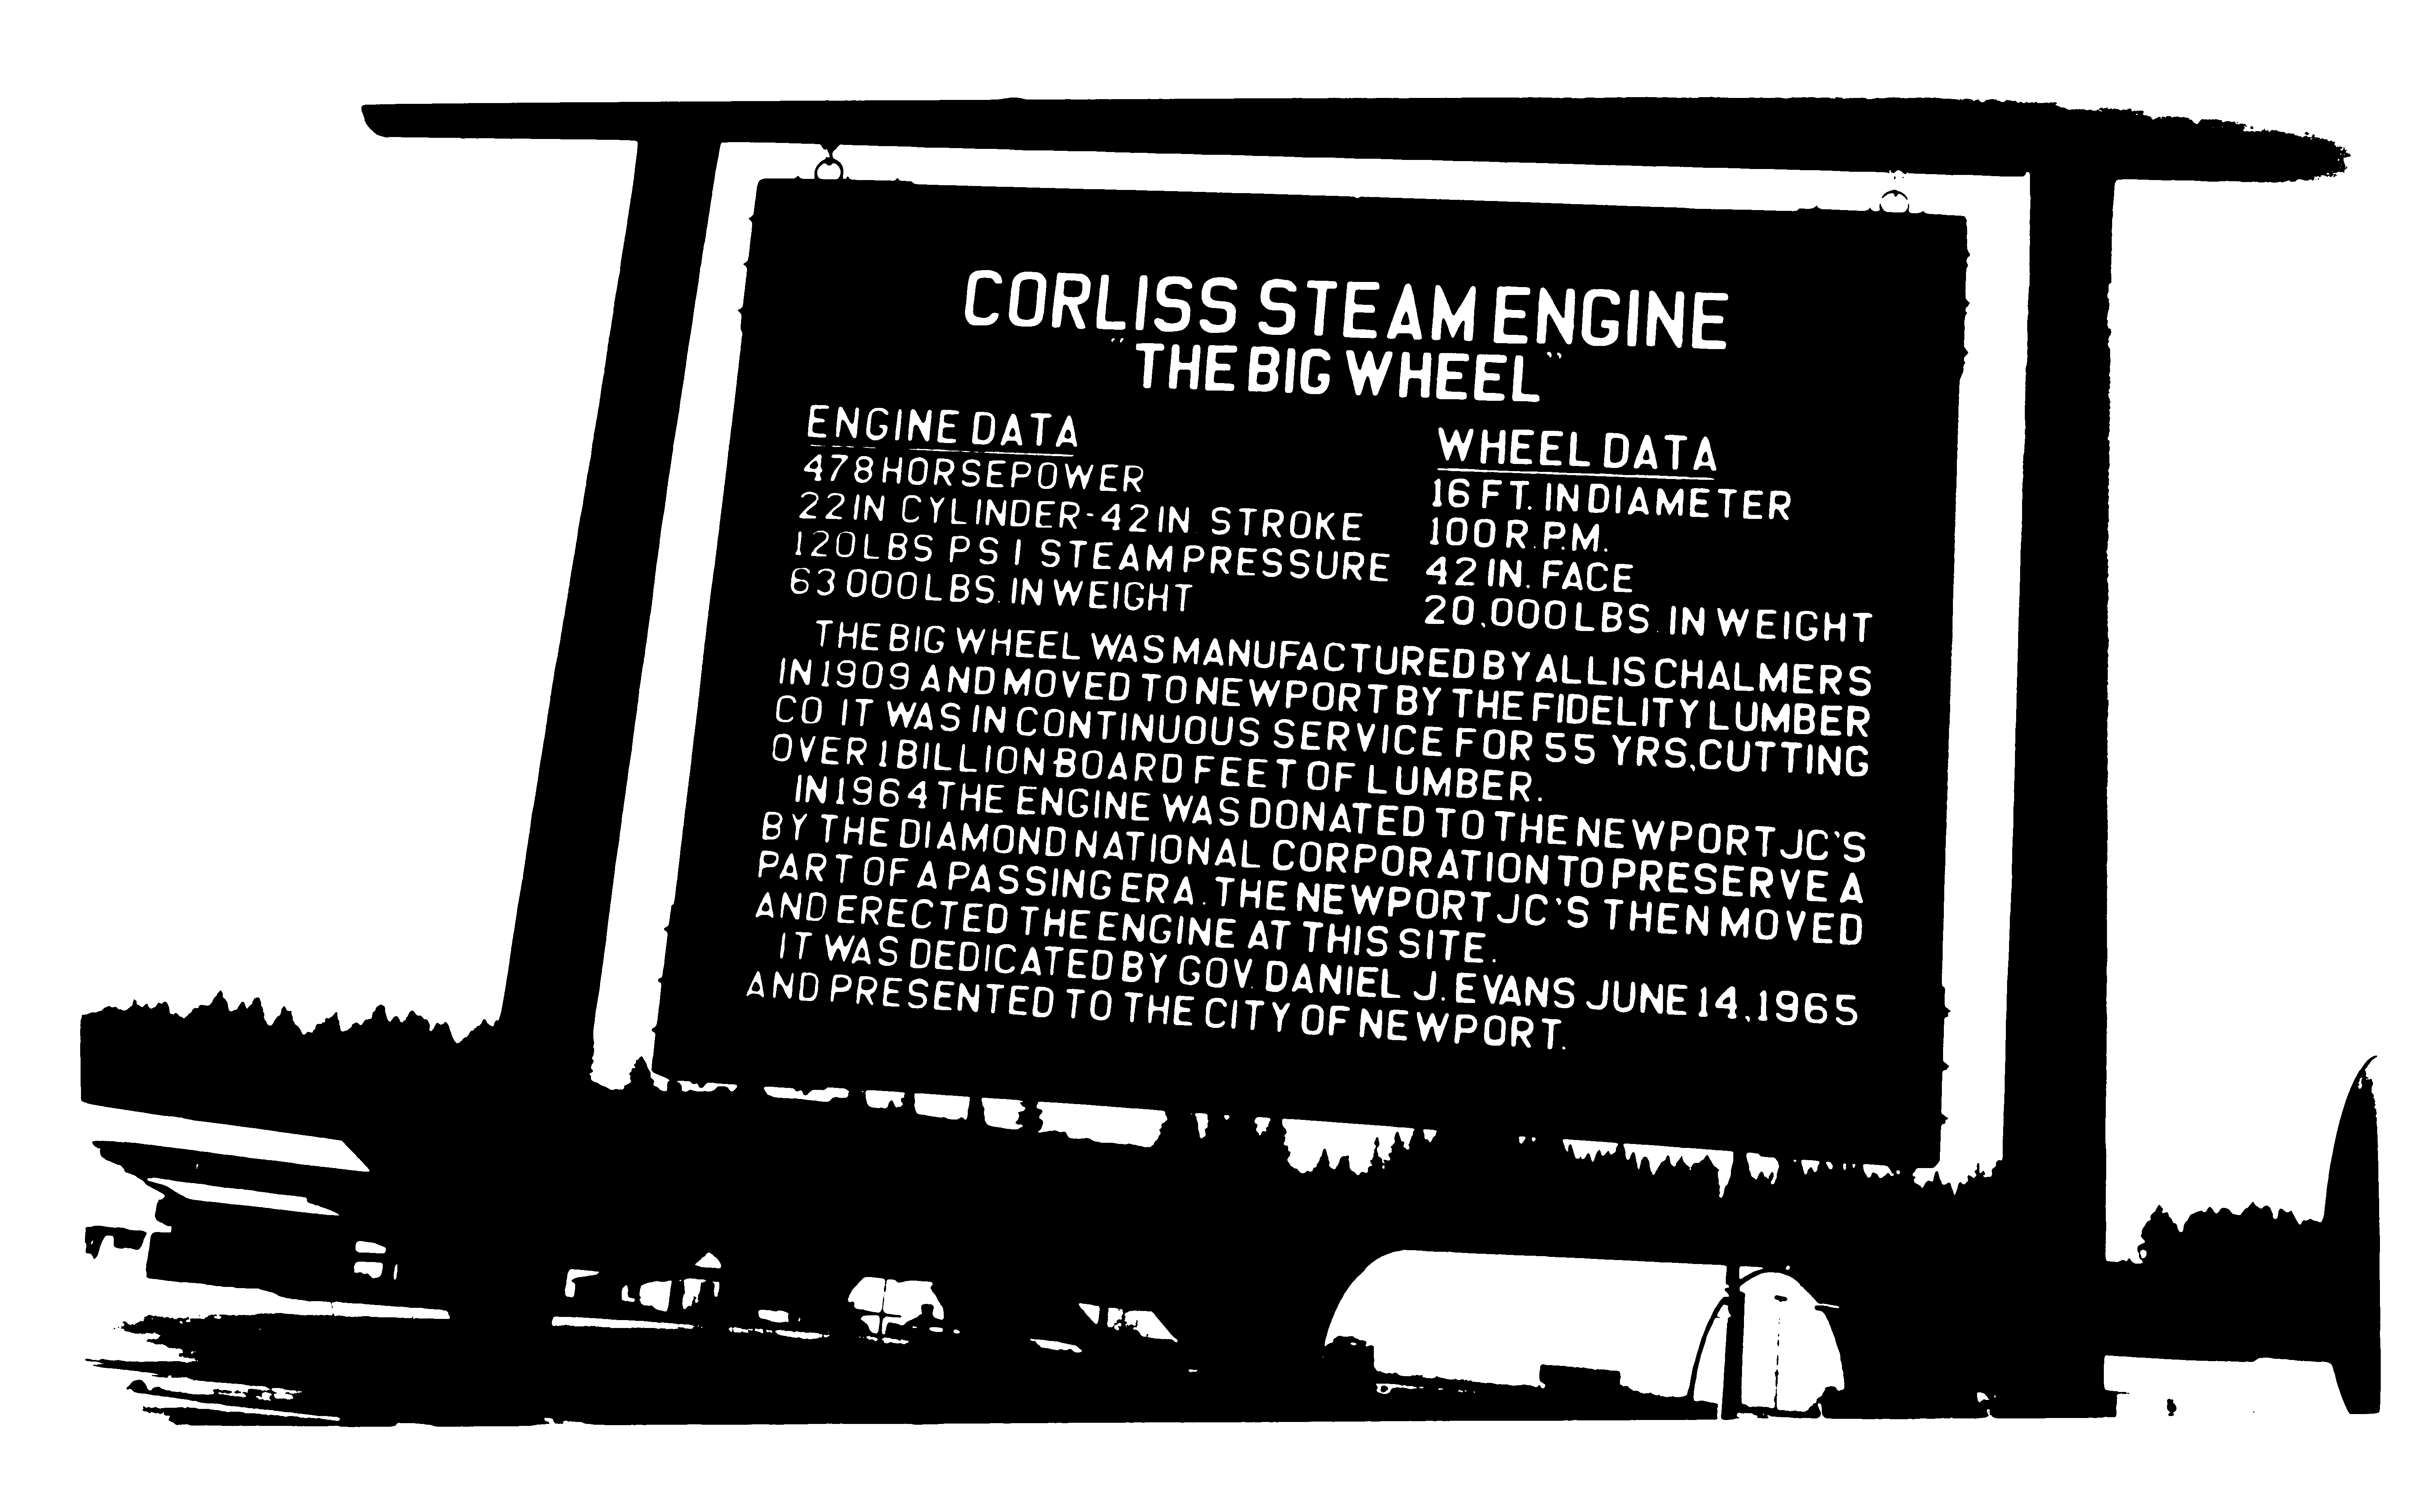 CORLISS STEAM ENGINE
"THE BIG WHEEL"
ENGINE DATA
478 HORSEPOWER
22 IN CYLINDER-42 IN STROKE
120 LBS P S I STEAM PRESSURE
63 000 LBS. IN WEIGHT
WHEEL DATA
16 FT. IN DIAMETER
100 R.P.M.
42 IN. FACE
20,000 LBS. IN WEIGHT
THE BIG WHEEL WAS MANUFACTURED BY ALLIS CHALMERS
IN 1909 AND MOVED TO NEWPORT BY THE FIDELITY LUMBER
CO IT WAS IN CONTINUOUS SERVICE FOR 55 YRS, CUTTING
OVER 1 BILLION BOARD FEET OF LUMBER.
IN 1964 THE ENGINE WAS DONATED TO THE NEWPORT JC'S
BY THE DIAMOND NATIONAL CORPORATION TO PRESERVE A
PART OF A PASSING ERA. THE NEWPORT JC'S THEN MOVED
AND ERECTED THE ENGINE AT THIS SITE.
IT WAS DEDICATED BY GOV. DANIEL J. EVANS JUNE 14, 1965
AND PRESENTED TO THE CITY OF NEWPORT.